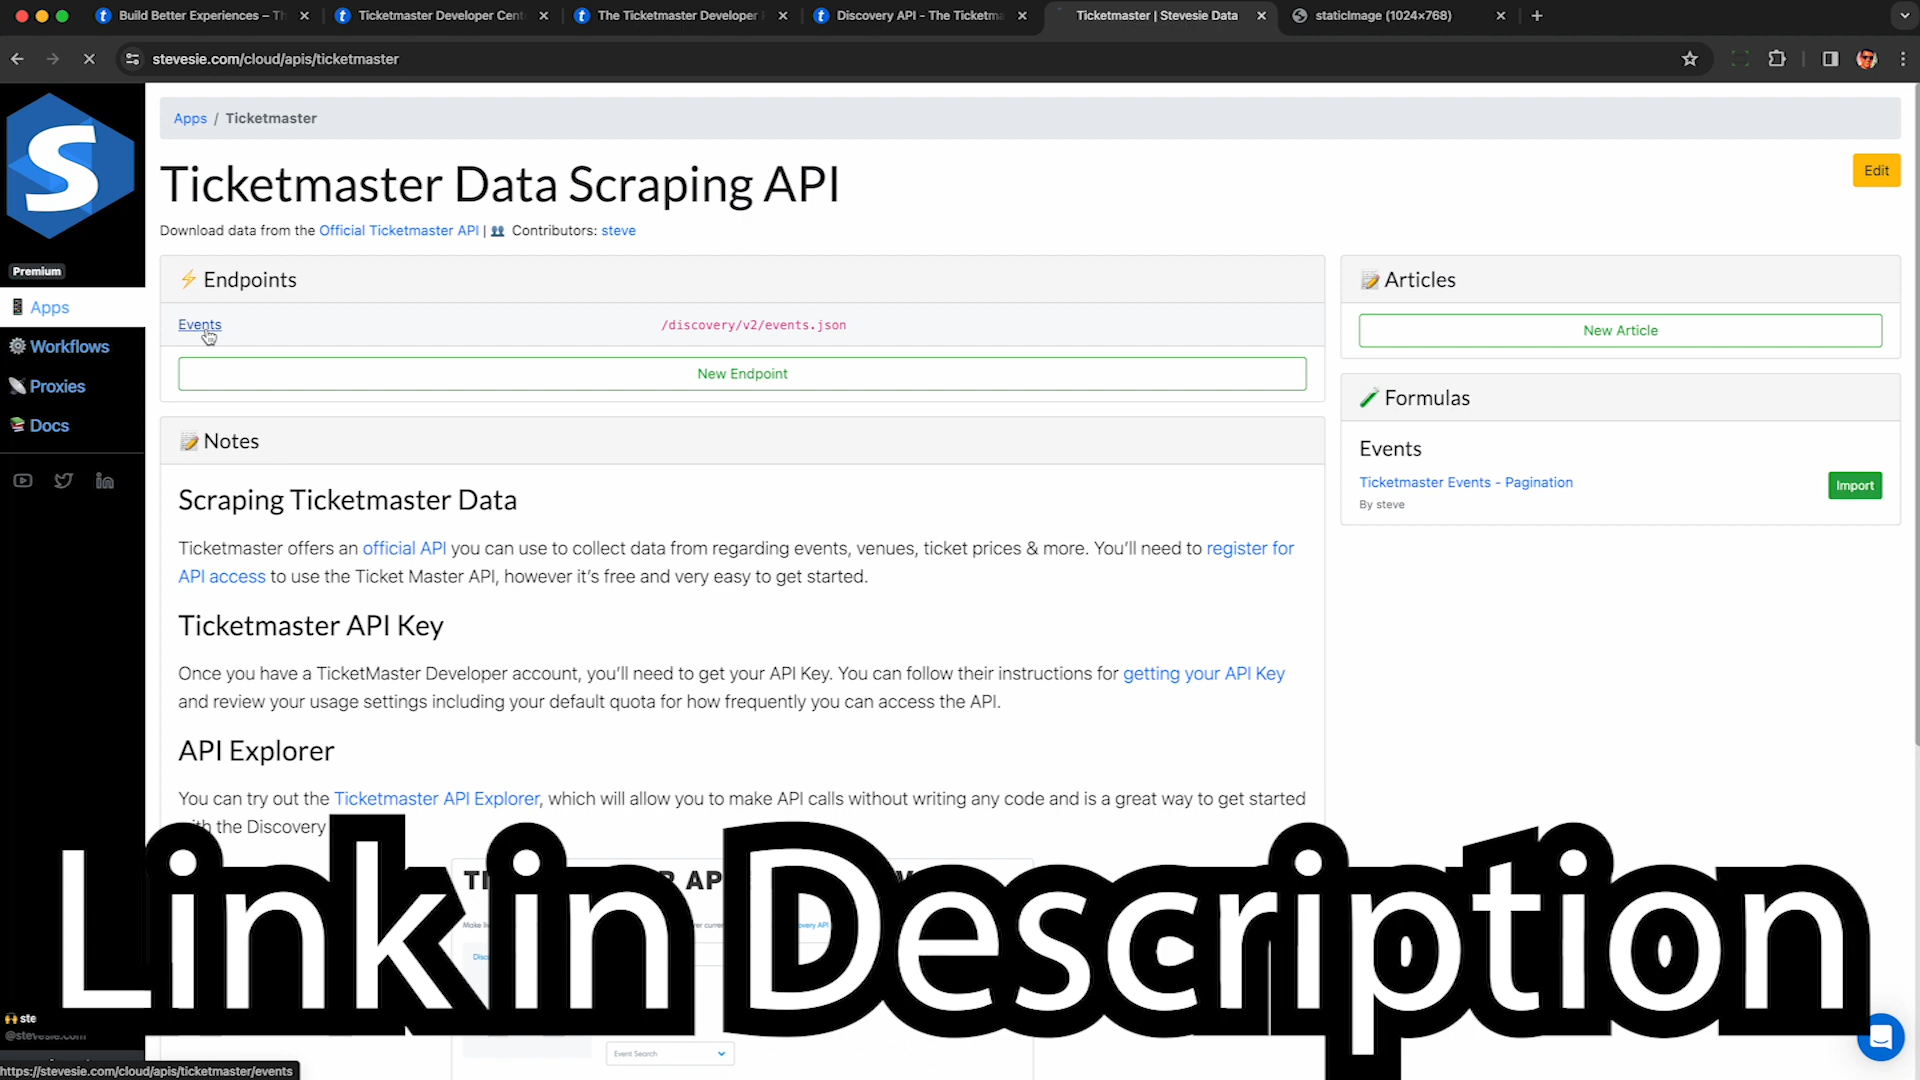 Build Better Experiences – Th
Ticketmaster Developer Cent
The Ticketmaster Developer
Discovery API - The Ticketma
Ticketmaster | Stevesie Data
staticImage (1024×768)
stevesie.com/cloud/apis/ticketmaster
Apps / Ticketmaster
Ticketmaster Data Scraping API
Edit
Download data from the Official Ticketmaster API | Contributors: steve
Premium
Apps
Workflows
Proxies
Docs
Endpoints
Events /discovery/v2/events.json
New Endpoint
Articles
New Article
Formulas
Events
Ticketmaster Events - Pagination
Import
By steve
Notes
Scraping Ticketmaster Data
Ticketmaster offers an official API you can use to collect data from regarding events, venues, ticket prices & more. You'll need to register for
API access to use the Ticket Master API, however it's free and very easy to get started.
Ticketmaster API Key
Once you have a TicketMaster Developer account, you'll need to get your API Key. You can follow their instructions for getting your API Key
and review your usage settings including your default quota for how frequently you can access the API.
API Explorer
You can try out the Ticketmaster API Explorer, which will allow you to make API calls without writing any code and is a great way to get started
the Discovery
Link in Description
ste
@stevesie.com
Event Search
https://stevesie.com/cloud/apis/ticketmaster/events